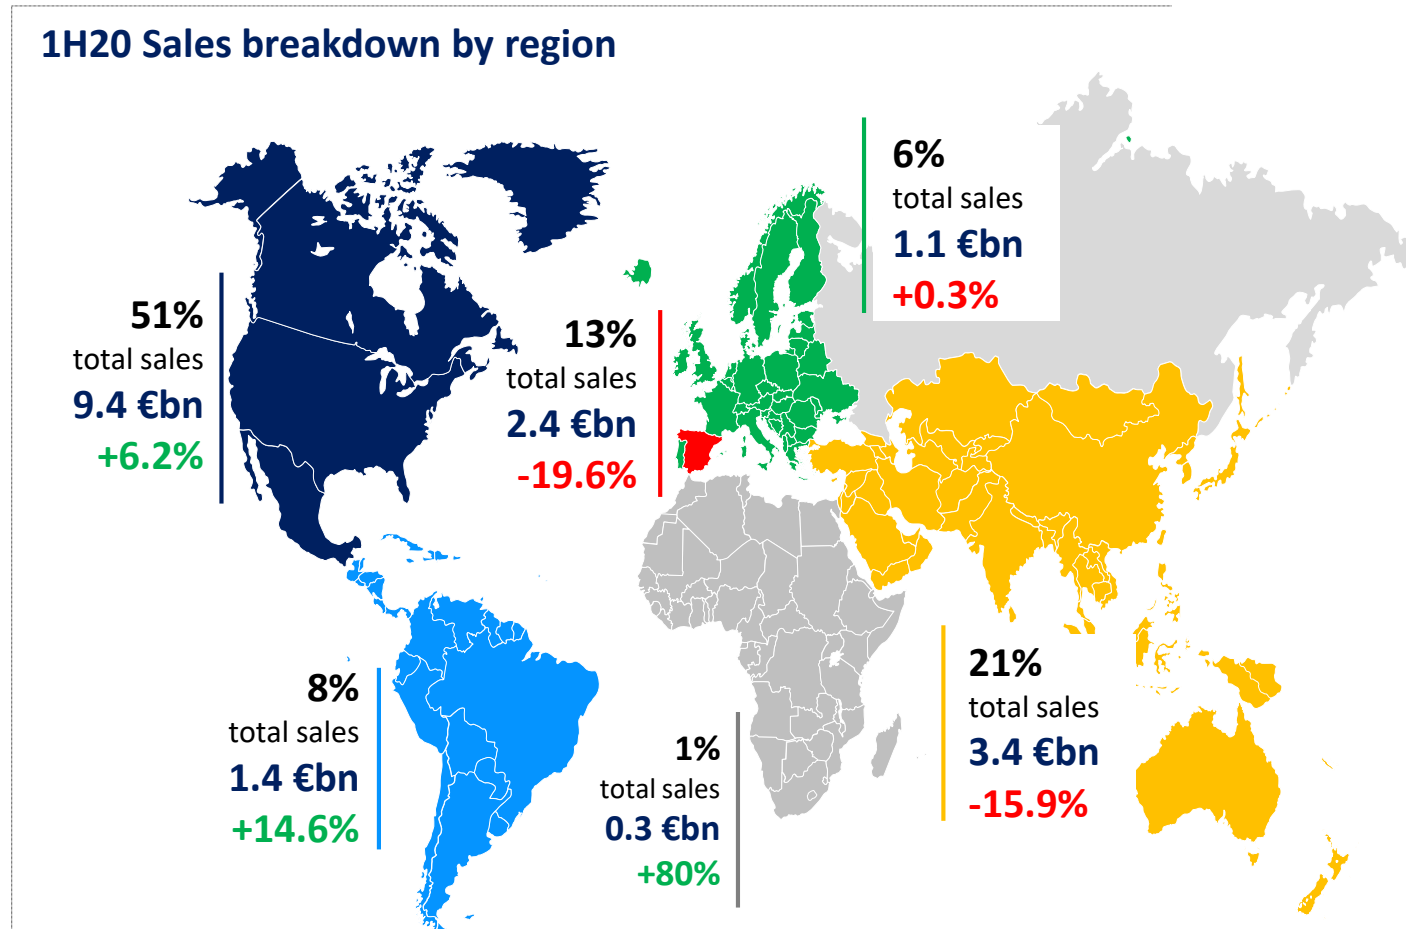 1H20 Sales breakdown by region
6%
total sales
1.1 €bn
+0.3%
51%
total sales
9.4 €bn
+6.2%
13%
total sales
2.4 €bn
-19.6%
8%
total sales
1.4 €bn
+14.6%
1%
total sales
0.3 €bn
+80%
21%
total sales
3.4 €bn
-15.9%